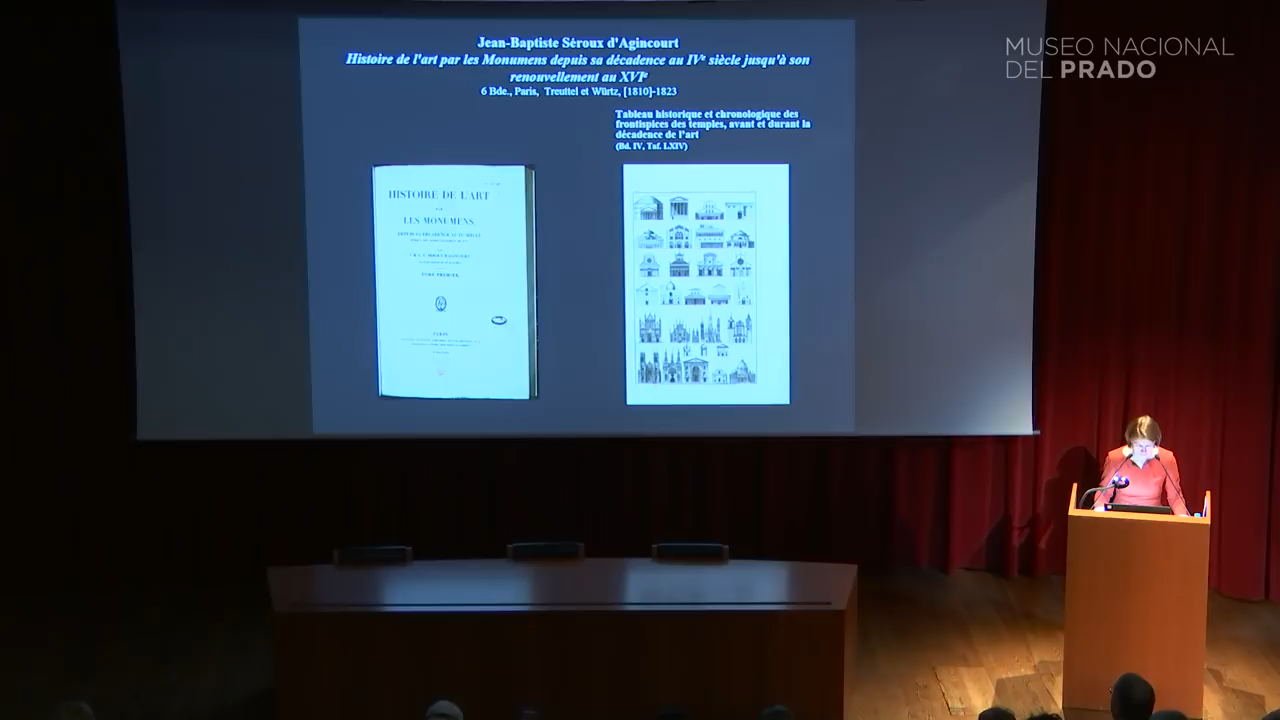 Jean-Baptiste Séroux d'Agincourt
Histoire de l'art par les Monumens depuis sa décadence au IVe siècle jusqu'à son
renouvellement au XVIe
6 Bde., Paris, Treuttel et Würtz, [1810]-1823
Tableau historique et chronologique des
frontispices des temples, avant et durant la
décadence de l'art
(Bd. IV, Taf. LXIV)
HISTOIRE DE L'ART
PAR
LES MONUMENS
TOME PREMIER
PARIS
MUSEO NACIONAL
DEL PRADO